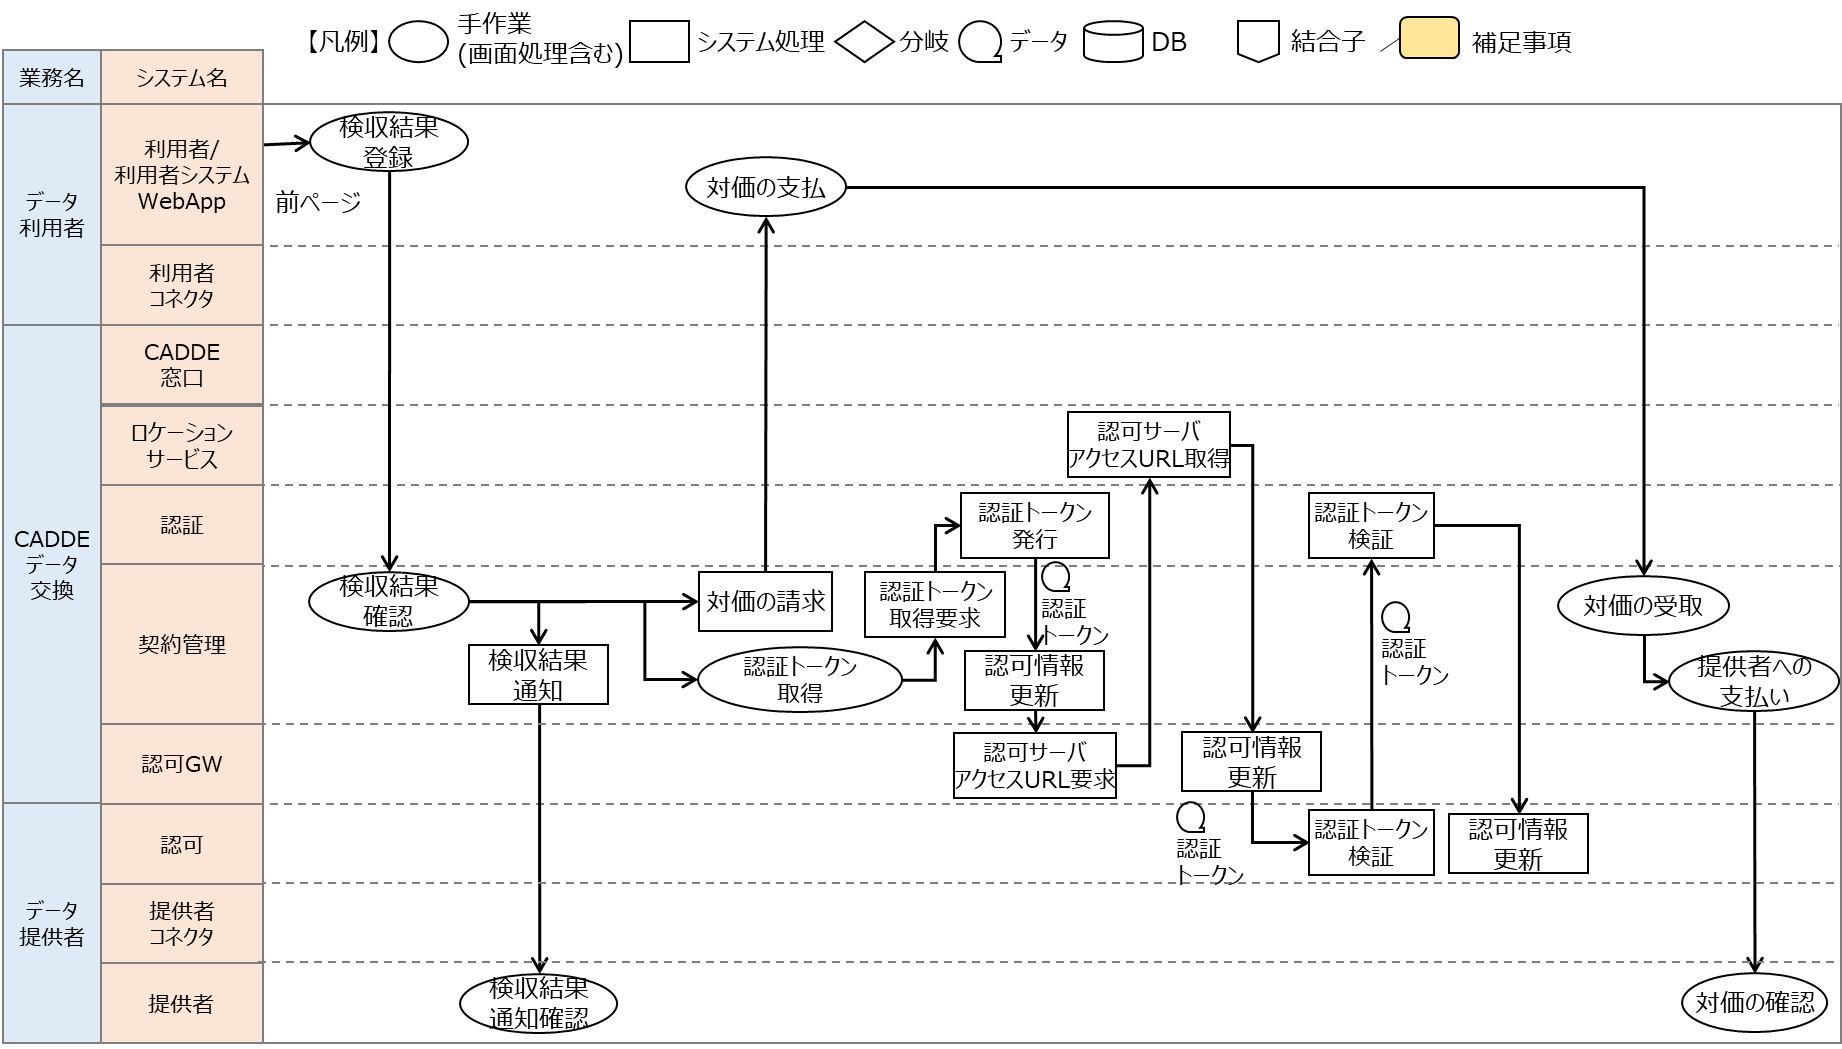 【凡例】
手作業
(画面処理含む)
システム処理
分岐
データ
DB
結合子
補足事項
業務名
システム名
データ
利用者
利用者/
利用者システム
WebApp
検収結果
登録
前ページ
対価の支払
利用者
コネクタ
CADDE
データ
交換
CADDE
窓口
ロケーション
サービス
認可サーバ
アクセスURL取得
認証
認証トークン
発行
認証トークン
検証
契約管理
検収結果
確認
検収結果
通知
対価の請求
認証トークン
取得
認証トークン
取得要求
認証
トークン
認可情報
更新
認証
トークン
対価の受取
提供者への
支払い
認可GW
認可サーバ
アクセスURL要求
認可情報
更新
データ
提供者
認可
認証
トークン
認証トークン
検証
認可情報
更新
提供者
コネクタ
提供者
検収結果
通知確認
対価の確認